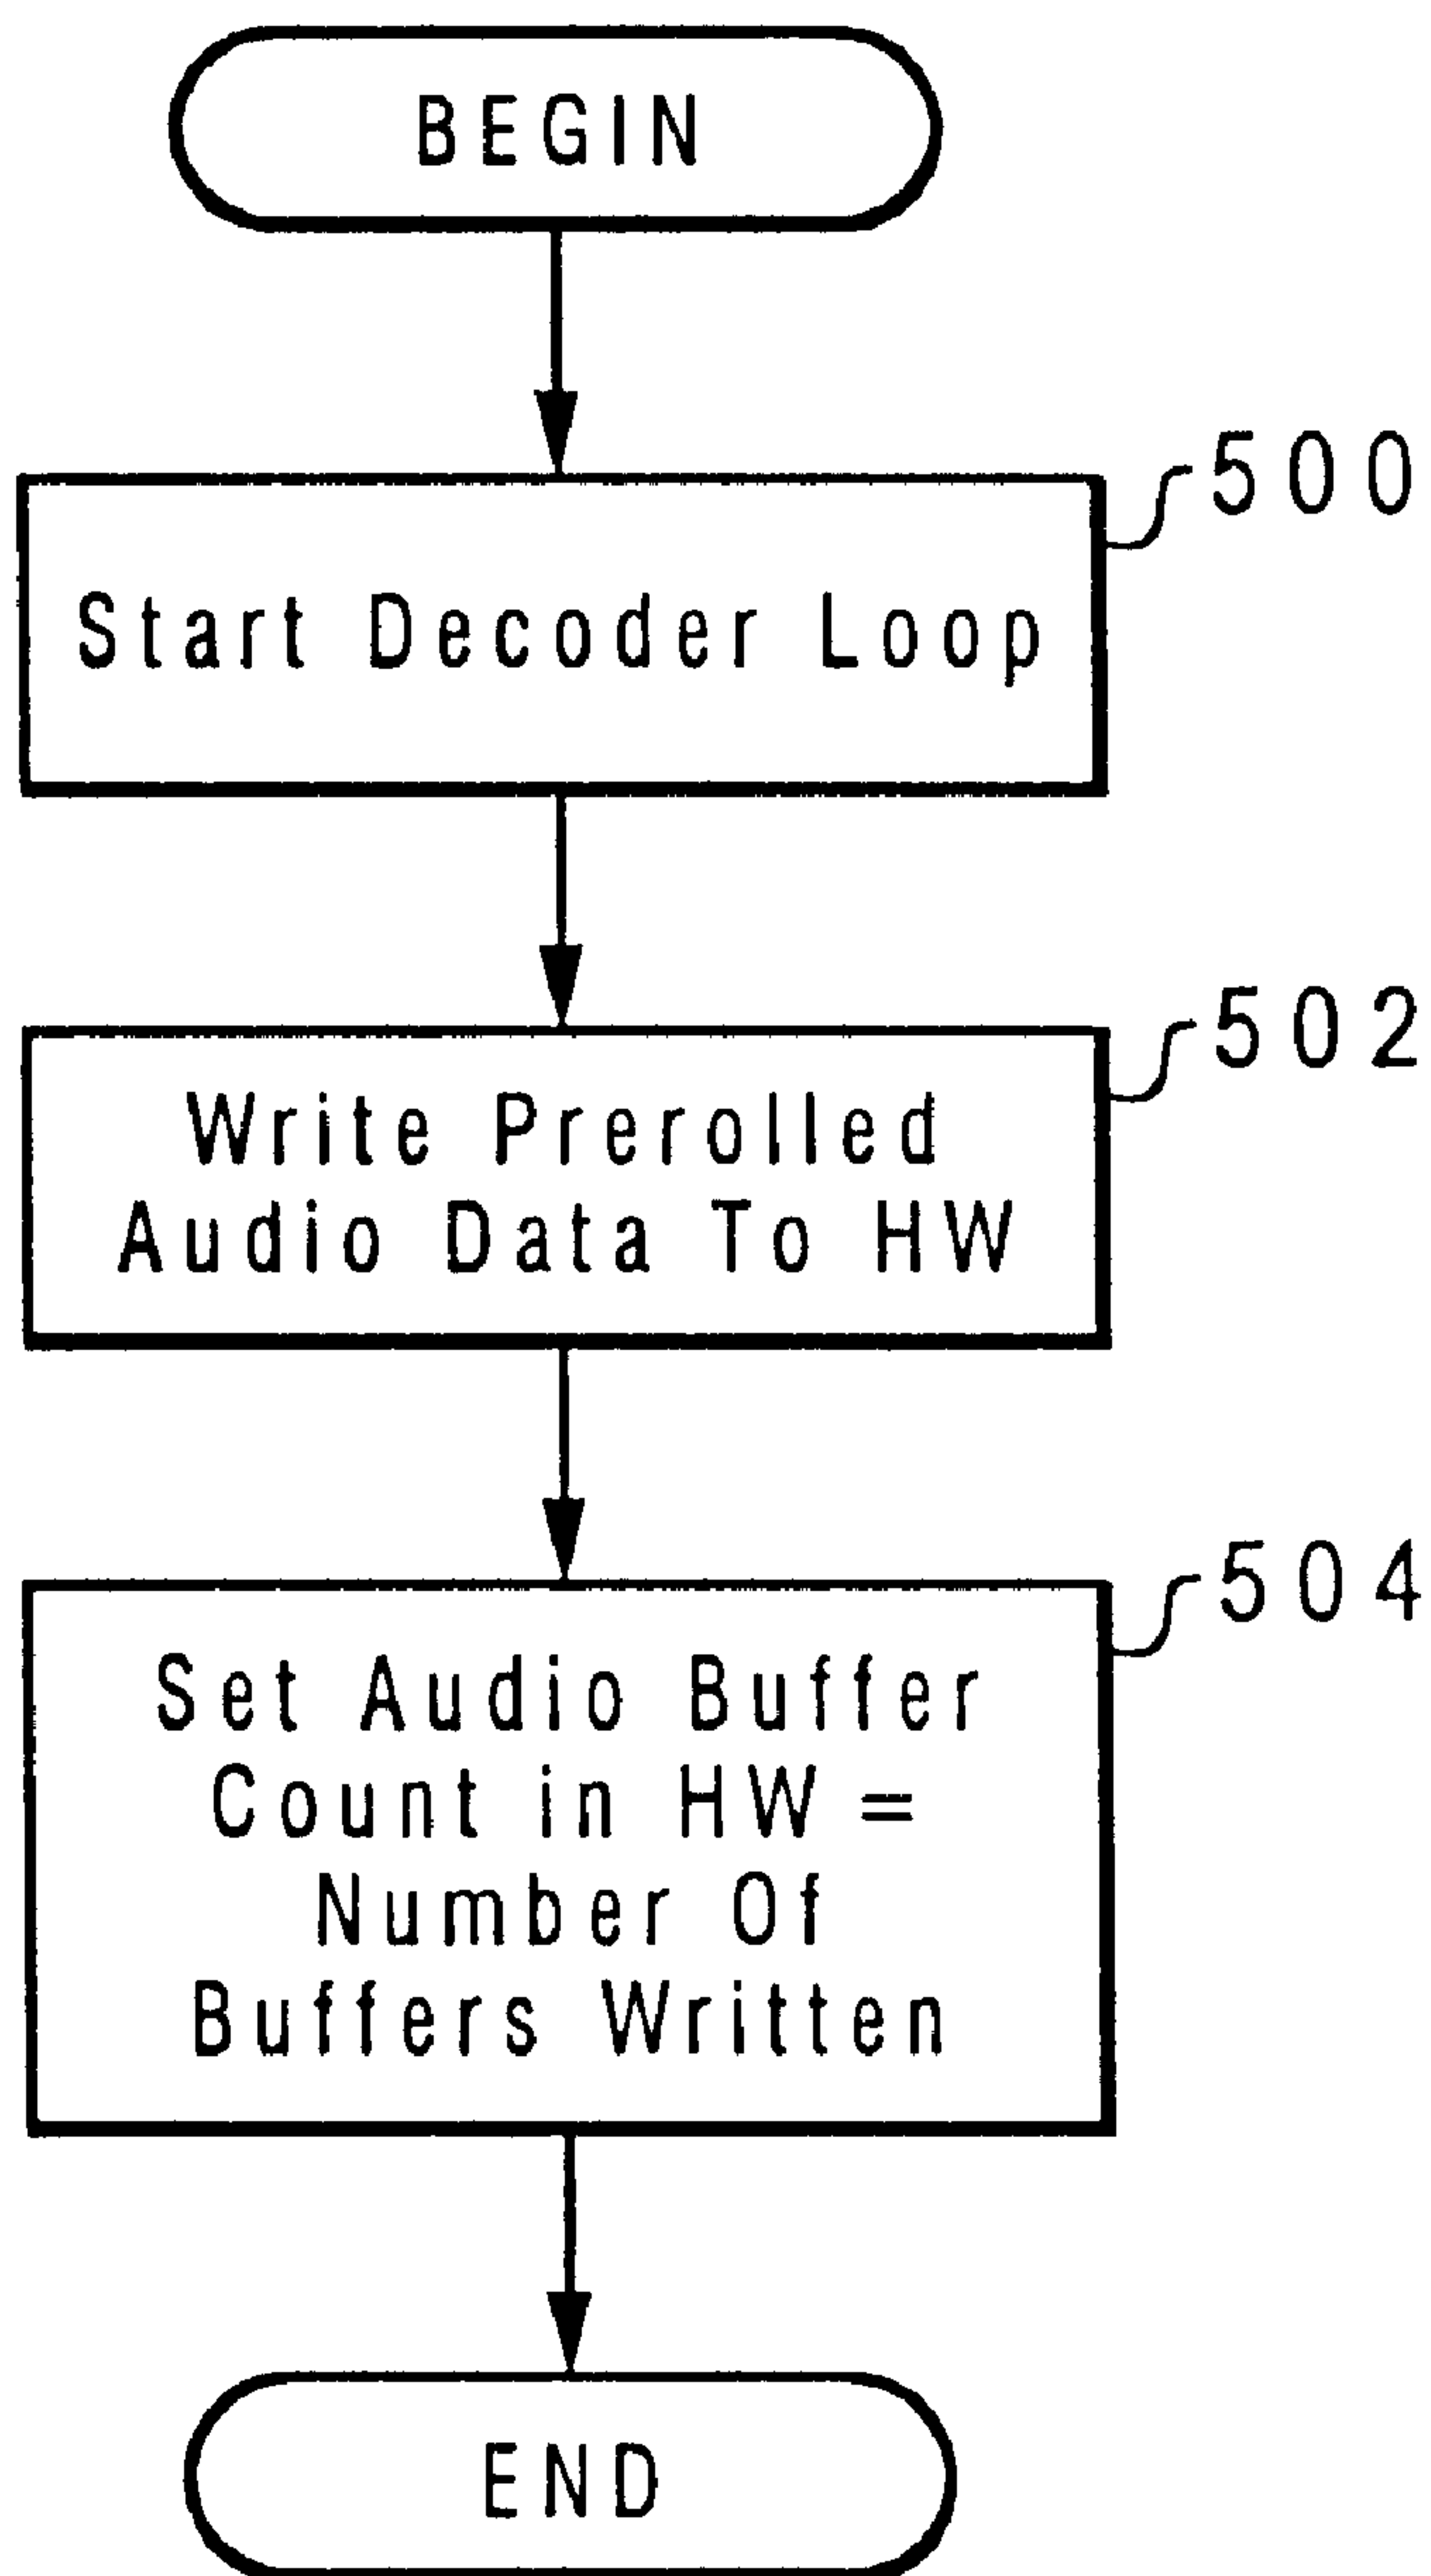 BEGIN
500
Start Decoder Loop
502
Write Prerolled
Audio Data To HW
504
Set Audio Buffer
Count in HW =
Number Of
Buffers Written
END